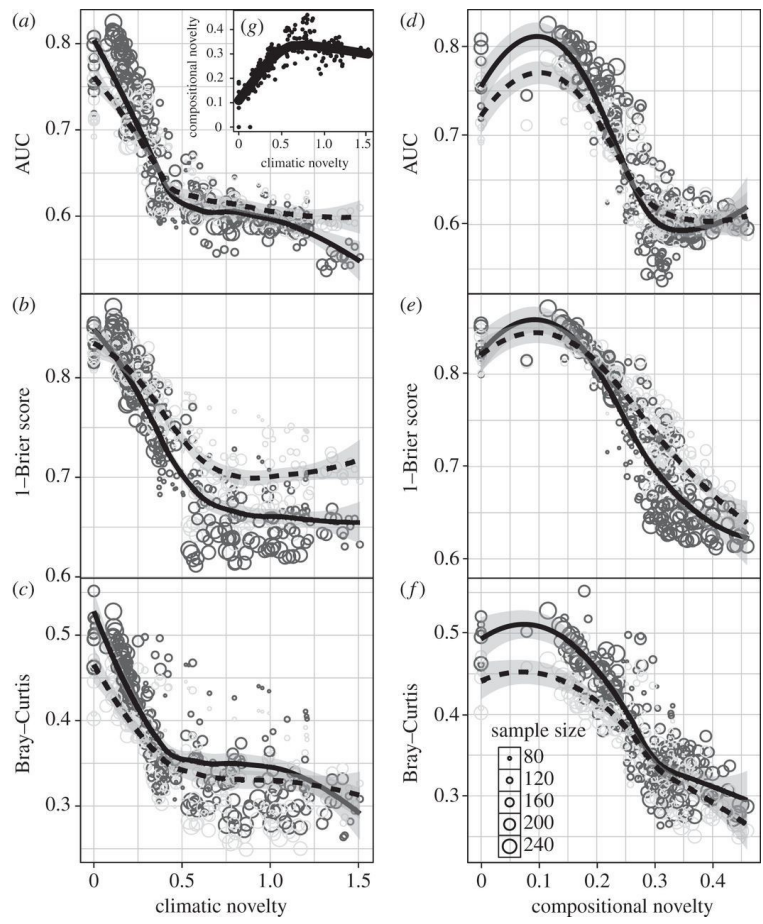 (a)
0.8
0.7
0.6
AUC
(g)
compositional novelty
0.4
0.3
0.2
0.1
0
0 0.5 1.0 1.5
climatic novelty
(b)
0.8
0.7
0.6
1–Brier score
(c)
0.5
0.4
0.3
Bray–Curtis
0 0.5 1.0 1.5
climatic novelty
(d)
0.8
0.7
0.6
AUC
(e)
0.8
0.7
0.6
1–Brier score
(f)
0.5
0.4
0.3
Bray–Curtis
sample size
80
120
160
200
240
0 0.1 0.2 0.3 0.4
compositional novelty